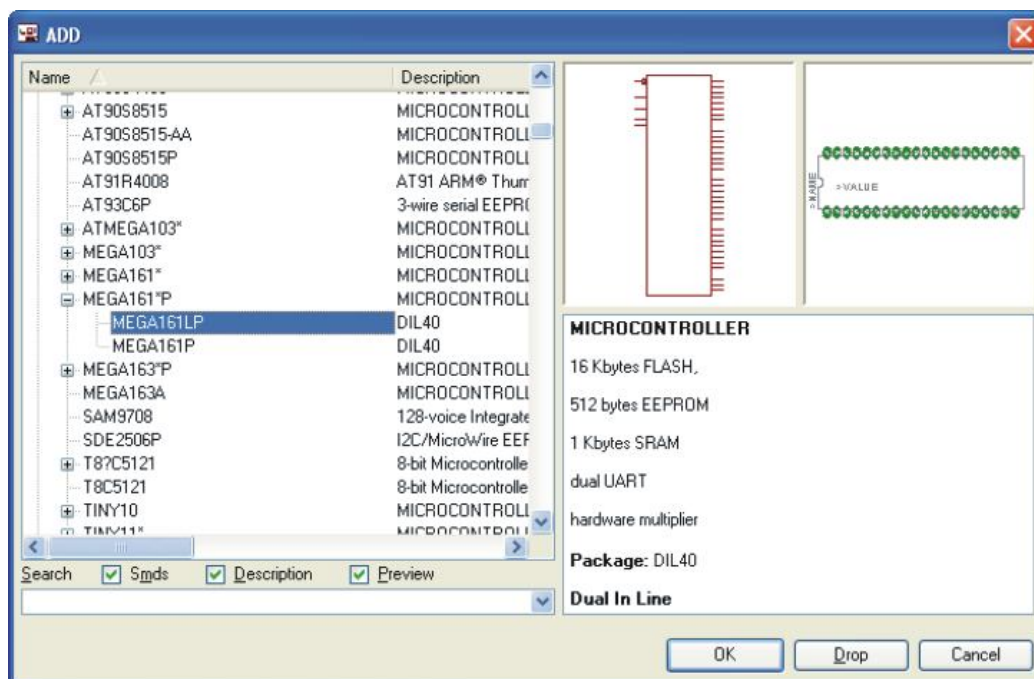 ADD
Name
Description
AT90S8515 MICROCONTROLL
AT90S8515-AA MICROCONTROLL
AT90S8515P MICROCONTROLL
AT91R4008 AT91 ARM® Thum
AT93C6P 3-wire serial EEPR
ATMEGA103* MICROCONTROLL
MEGA103* MICROCONTROLL
MEGA161* MICROCONTROLL
MEGA161*P MICROCONTROLL
MEGA161LP DIL40
MEGA161P DIL40
MEGA163*P MICROCONTROLL
MEGA163A MICROCONTROLL
SAM9708 128-voice Integrate
SDE2506P I2C/MicroWire EEF
T8?C5121 8-bit Microcontrolle
T8C5121 8-bit Microcontrolle
TINY10 MICROCONTROLL
TINY11* MICROCONTROLL
Search Smds Description Preview
>NAME
>VALUE
MICROCONTROLLER
16 Kbytes FLASH,
512 bytes EEPROM
1 Kbytes SRAM
dual UART
hardware multiplier
Package: DIL40
Dual In Line
OK Drop Cancel